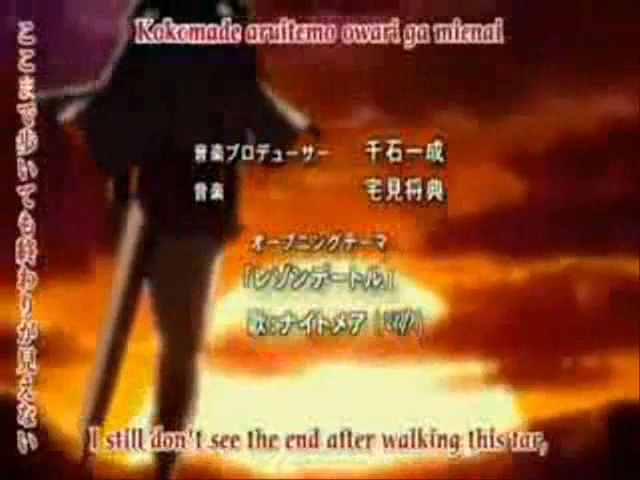 Kokomade aruitemo owari ga mienai
ここまで歩いても終わりが見えない
音楽プロデューサー 千石一成
音楽 宅見将典
オープニングテーマ
「レゾンデートル」
歌:ナイトメア
I still don't see the end after walking this tar,